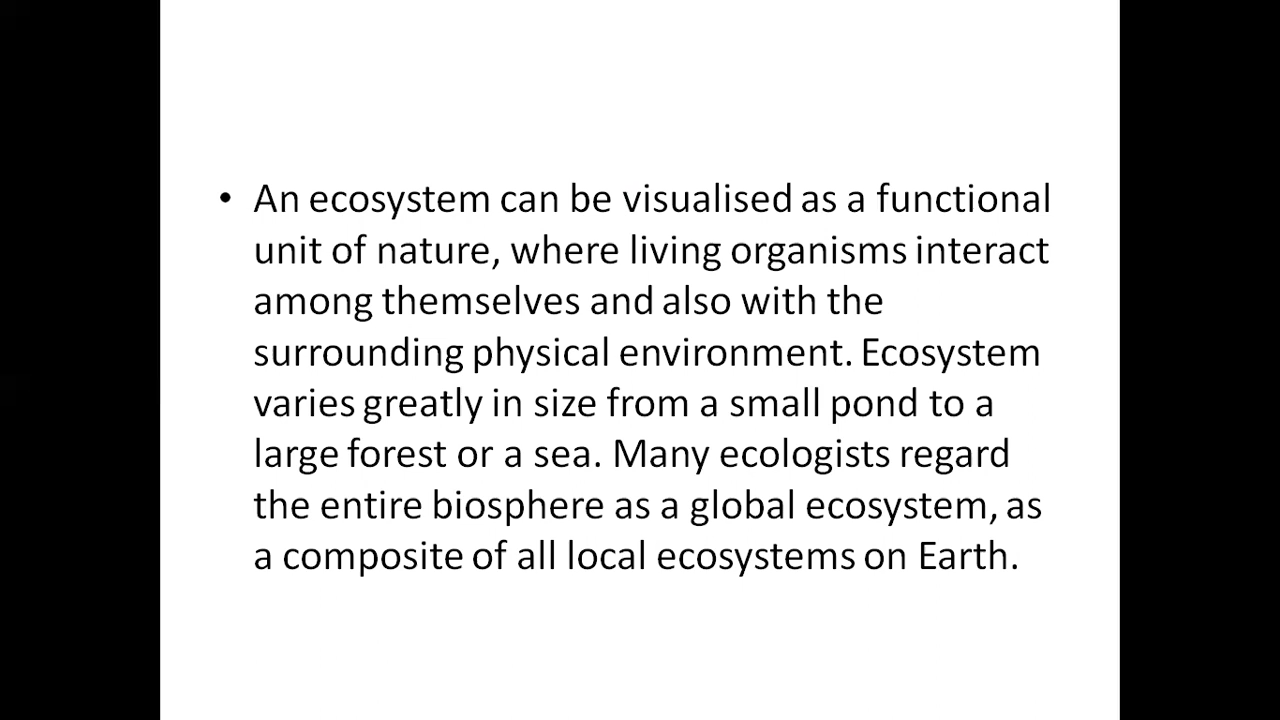 • An ecosystem can be visualised as a functional
unit of nature, where living organisms interact
among themselves and also with the
surrounding physical environment. Ecosystem
varies greatly in size from a small pond to a
large forest or a sea. Many ecologists regard
the entire biosphere as a global ecosystem, as
a composite of all local ecosystems on Earth.